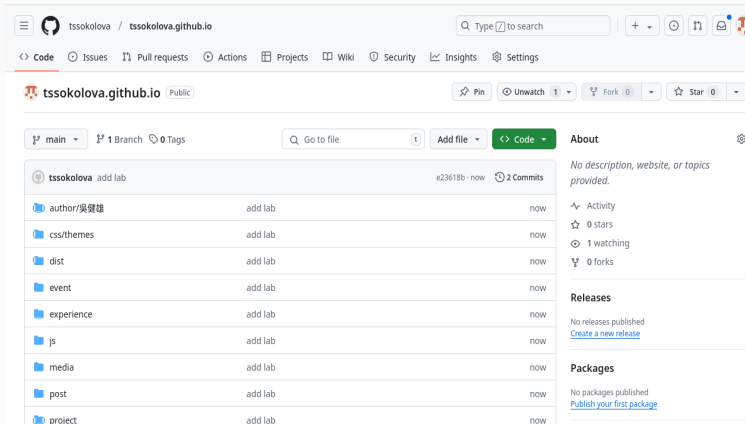 tssokolova / tssokolova.github.io Type / to search
Code Issues Pull requests Actions Projects Wiki Security Insights Settings
tssokolova.github.io Public Pin Unwatch 1 Fork 0 Star 0
main 1 Branch 0 Tags Go to file t Add file Code
tssokolova add lab e23618b · now 2 Commits
author/吳健雄 add lab now
css/themes add lab now
dist add lab now
event add lab now
experience add lab now
js add lab now
media add lab now
post add lab now
project add lab now
About
No description, website, or topics
provided.
Activity
0 stars
1 watching
0 forks
Releases
No releases published
Create a new release
Packages
No packages published
Publish your first package